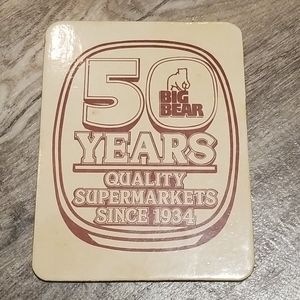 50
BIG
BEAR
YEARS
QUALITY
SUPERMARKETS
SINCE 1934